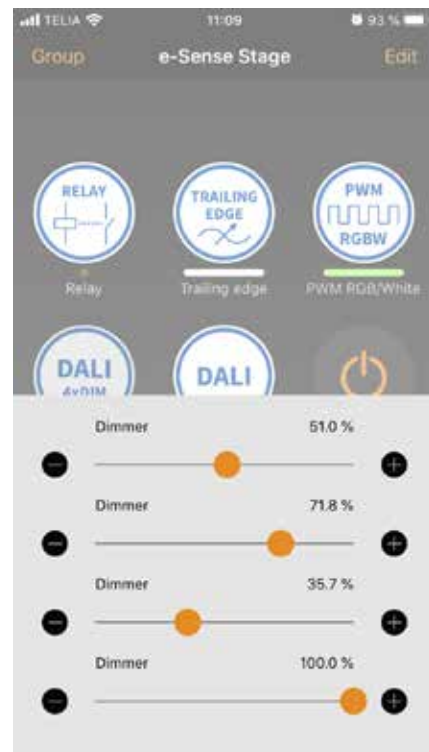 TELIA 11:09 93 %
Group e-Sense Stage Edit
RELAY
TRAILING
EDGE
PWM
RGBW
Relay Trailing edge PWM RGB/White
DALI
4xDIM
DALI
Dimmer 51.0 %
Dimmer 71.8 %
Dimmer 35.7 %
Dimmer 100.0 %